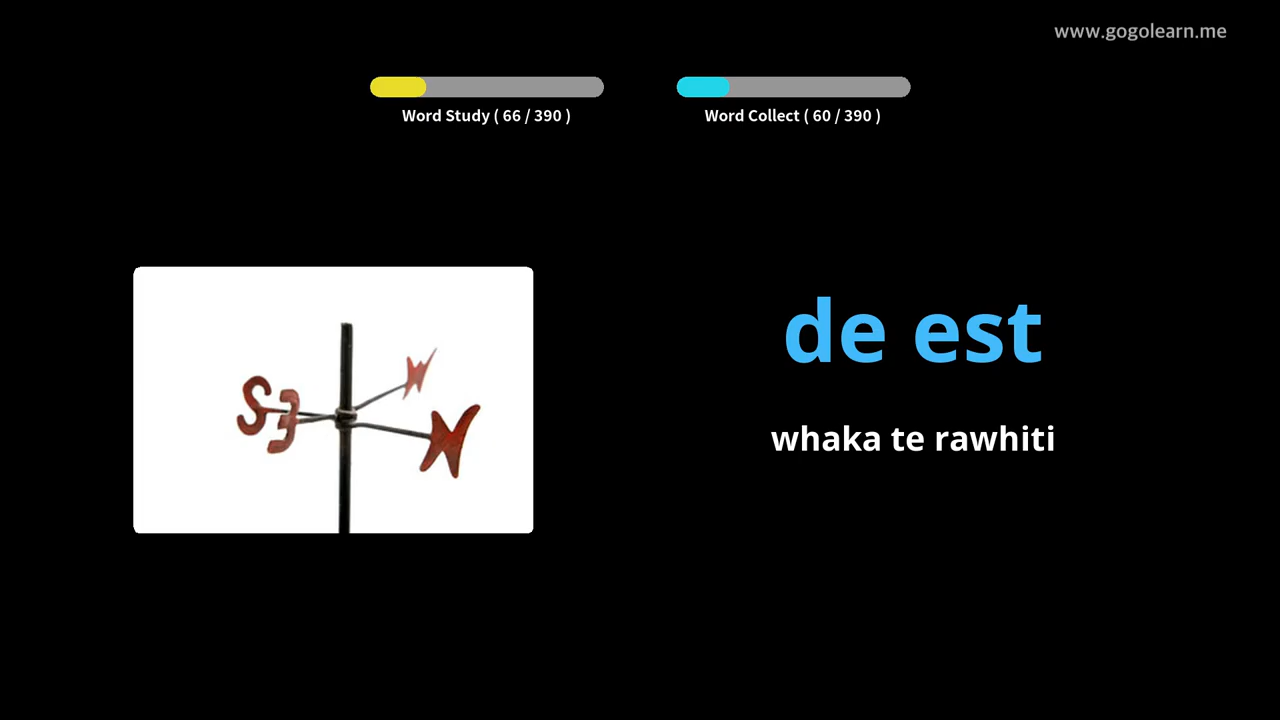 www.gogolearn.me
Word Study ( 66 / 390 )
Word Collect ( 60 / 390 )
de est
whaka te rawhiti
S
E
W
N